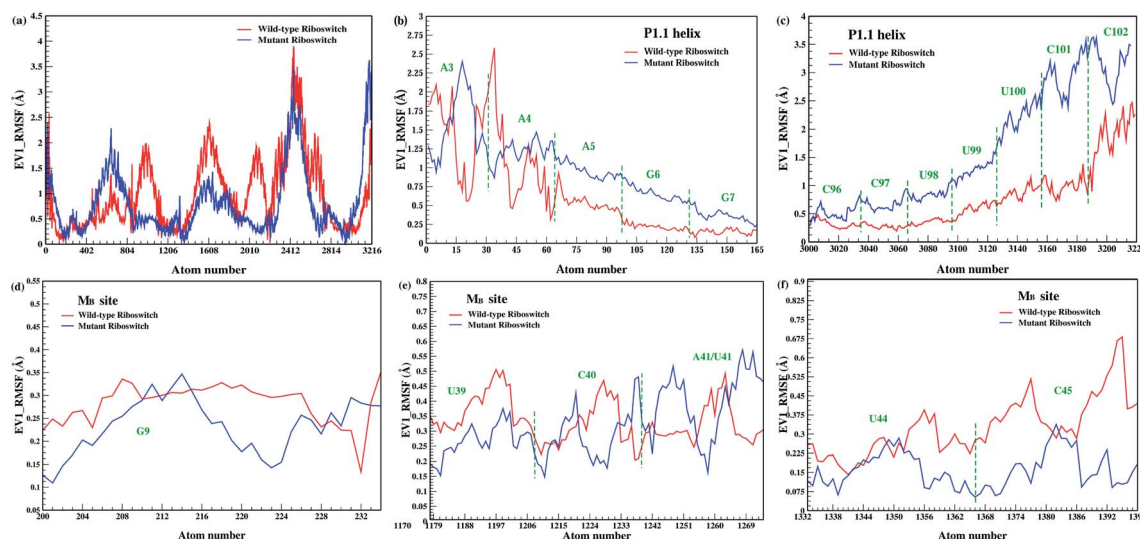 (a)
EV1_RMSF (Å)
4.5
4
3.5
3
2.5
2
1.5
1
0.5
0
Wild-type Riboswitch
Mutant Riboswitch
0 402 804 1206 1608 2010 2412 2814 3216
Atom number
(b)
P1.1 helix
EV1_RMSF (Å)
3
2.75
2.5
2.25
2
1.75
1.5
1.25
1
0.75
0.5
0.25
0
Wild-type Riboswitch
Mutant Riboswitch
A3
A4
A5
G6
G7
0 15 30 45 60 75 90 105 120 135 150 165
Atom number
(c)
P1.1 helix
EV1_RMSF (Å)
4
3.5
3
2.5
2
1.5
1
0.5
0
Wild-type Riboswitch
Mutant Riboswitch
C96
C97
U98
U99
U100
C101
C102
3000 3020 3040 3060 3080 3100 3120 3140 3160 3180 3200 322
Atom number
(d)
MB site
EV1_RMSF (Å)
0.55
0.5
0.45
0.4
0.35
0.3
0.25
0.2
0.15
0.1
0.05
Wild-type Riboswitch
Mutant Riboswitch
G9
200 204 208 212 216 220 224 228 232
Atom number
(e)
MB site
EV1_RMSF (Å)
0.9
0.8
0.7
0.6
0.5
0.4
0.3
0.2
0.1
0
Wild-type Riboswitch
Mutant Riboswitch
U39
C40
A41/U41
1170 1179 1188 1197 1206 1215 1224 1233 1242 1251 1260 1269
Atom number
(f)
MB site
EV1_RMSF (Å)
0.9
0.825
0.75
0.675
0.6
0.525
0.45
0.375
0.3
0.225
0.15
0.075
0
Wild-type Riboswitch
Mutant Riboswitch
U44
C45
1332 1338 1344 1350 1356 1362 1368 1374 1380 1386 1392 139
Atom number